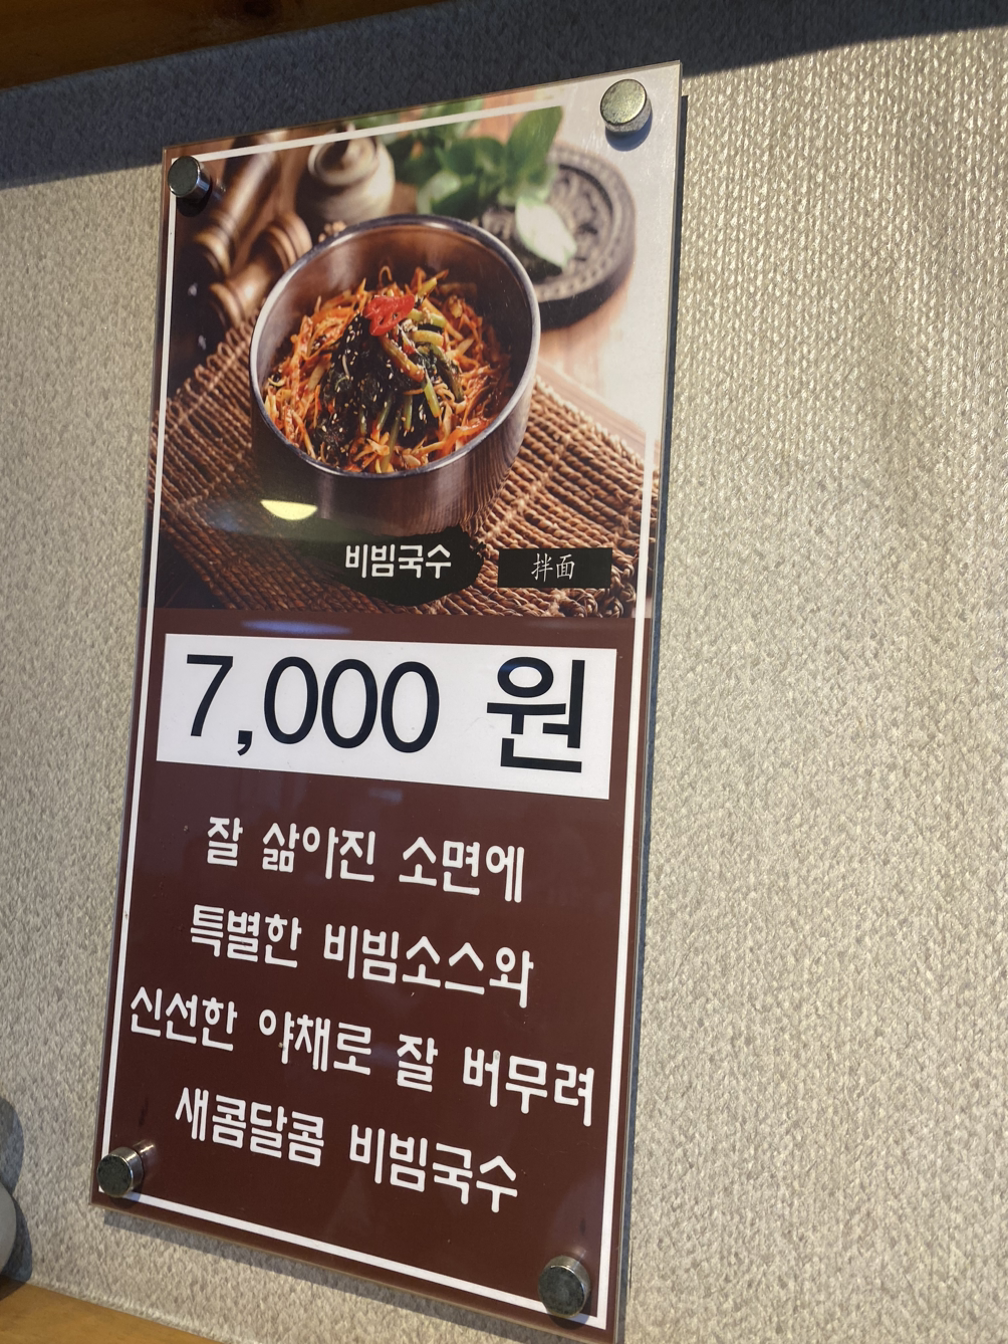 비빔국수 拌面
7,000 원
잘 삶아진 소면에
특별한 비빔소스와
신선한 야채로 잘 버무려
새콤달콤 비빔국수